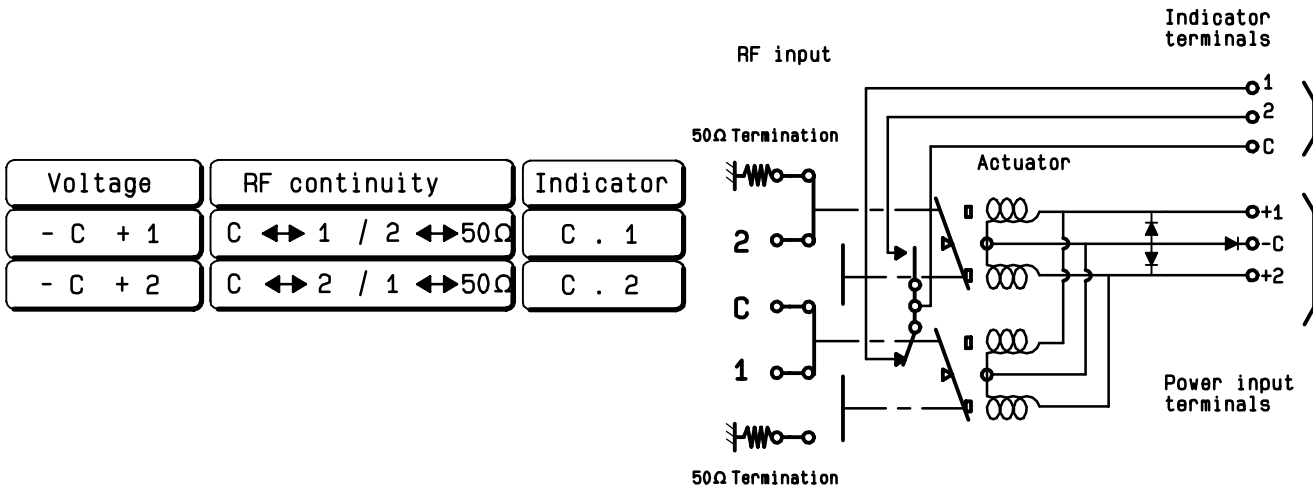 Voltage RF continuity Indicator
- C + 1 C ↔ 1 / 2 ↔ 50Ω C . 1
- C + 2 C ↔ 2 / 1 ↔ 50Ω C . 2
RF input
Indicator
terminals
1
2
C
50Ω Termination
Actuator
2
C
1
+1
-C
+2
Power input
terminals
50Ω Termination